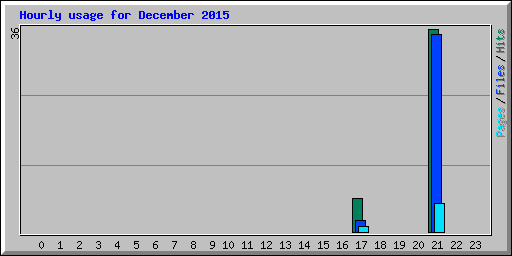 Hourly usage for December 2015
36
Pages/Files/Hits
0 1 2 3 4 5 6 7 8 9 10 11 12 13 14 15 16 17 18 19 20 21 22 23